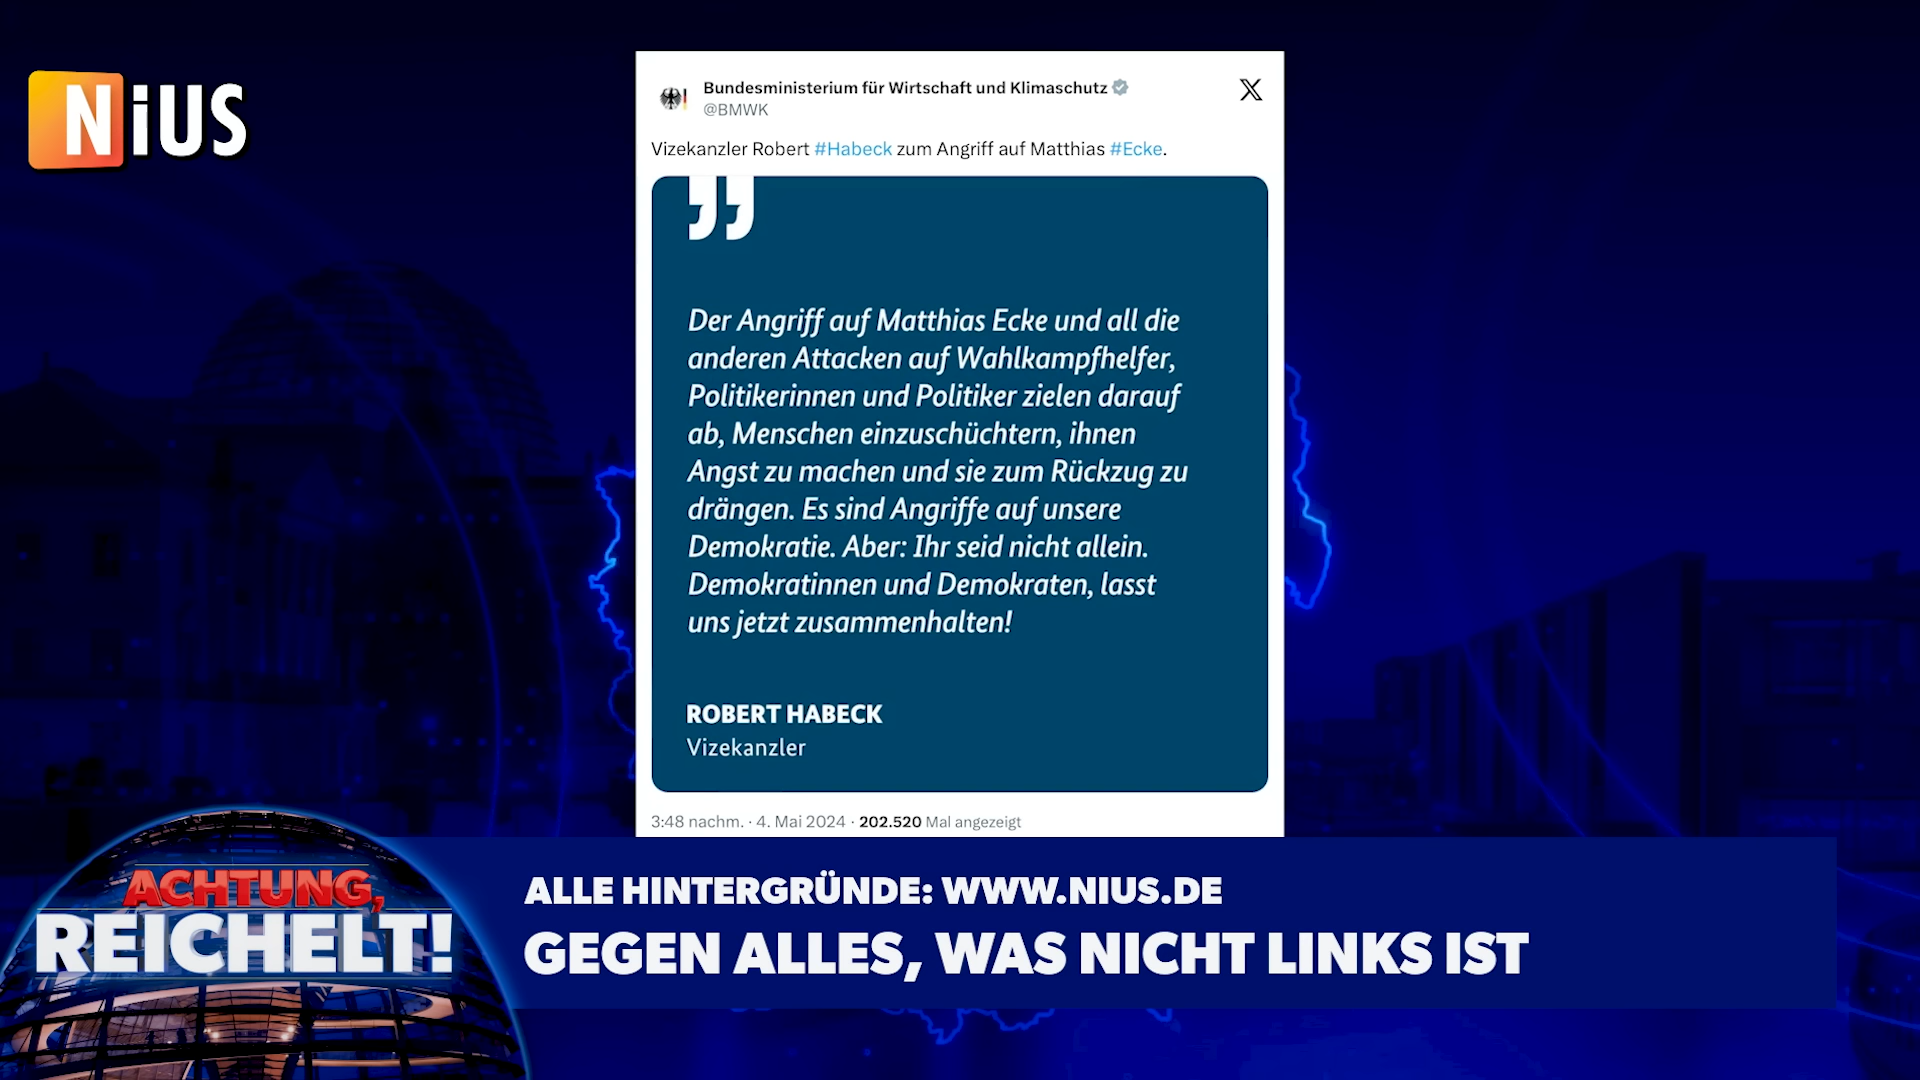 NiUS
Bundesministerium für Wirtschaft und Klimaschutz
@BMWK
Vizekanzler Robert #Habeck zum Angriff auf Matthias #Ecke.
Der Angriff auf Matthias Ecke und all die
anderen Attacken auf Wahlkampfhelfer,
Politikerinnen und Politiker zielen darauf
ab, Menschen einzuschüchtern, ihnen
Angst zu machen und sie zum Rückzug zu
drängen. Es sind Angriffe auf unsere
Demokratie. Aber: Ihr seid nicht allein.
Demokratinnen und Demokraten, lasst
uns jetzt zusammenhalten!
ROBERT HABECK
Vizekanzler
3:48 nachm. · 4. Mai 2024 · 202.520 Mal angezeigt
ACHTUNG,
REICHELT!
ALLE HINTERGRÜNDE: WWW.NIUS.DE
GEGEN ALLES, WAS NICHT LINKS IST